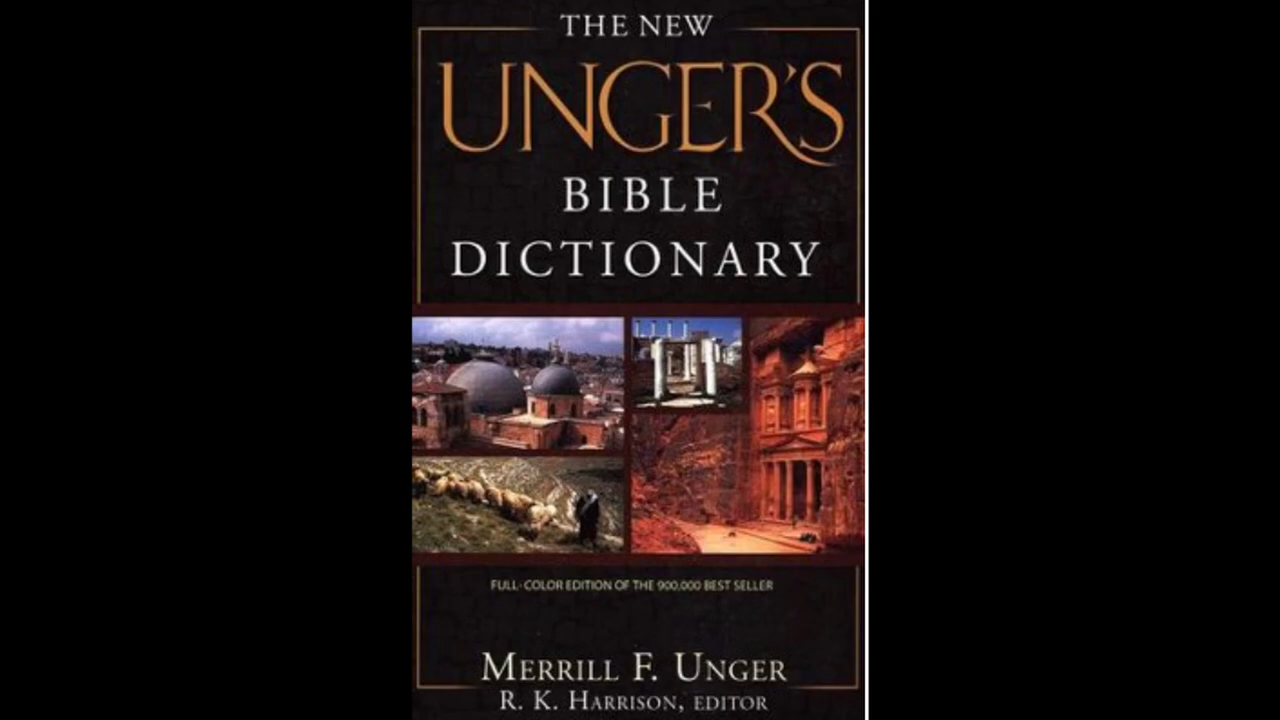 THE NEW
UNGER'S
BIBLE
DICTIONARY
FULL-COLOR EDITION OF THE 900,000 BEST SELLER
MERRILL F. UNGER
R. K. HARRISON, EDITOR